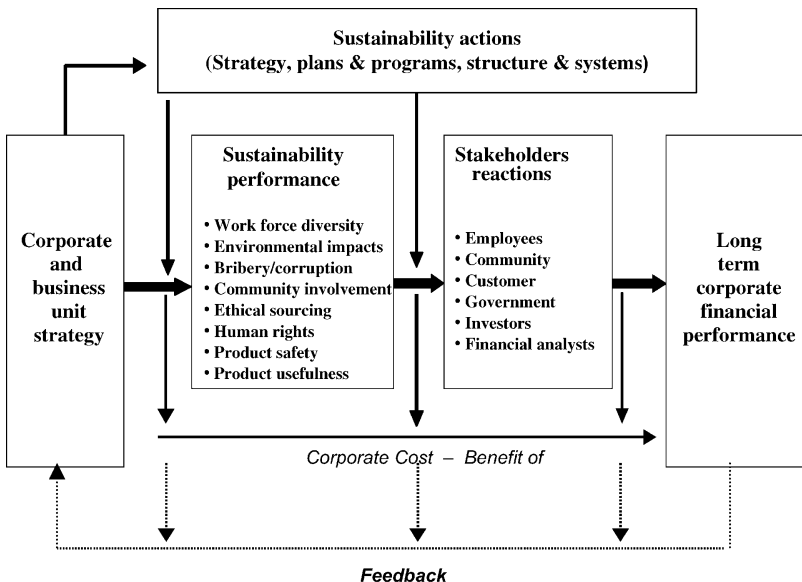 Sustainability actions
(Strategy, plans & programs, structure & systems)
Corporate
and
business
unit
strategy
Sustainability
performance
• Work force diversity
• Environmental impacts
• Bribery/corruption
• Community involvement
• Ethical sourcing
• Human rights
• Product safety
• Product usefulness
Stakeholders
reactions
• Employees
• Community
• Customer
• Government
• Investors
• Financial analysts
Long
term
corporate
financial
performance
Corporate Cost – Benefit of
Feedback